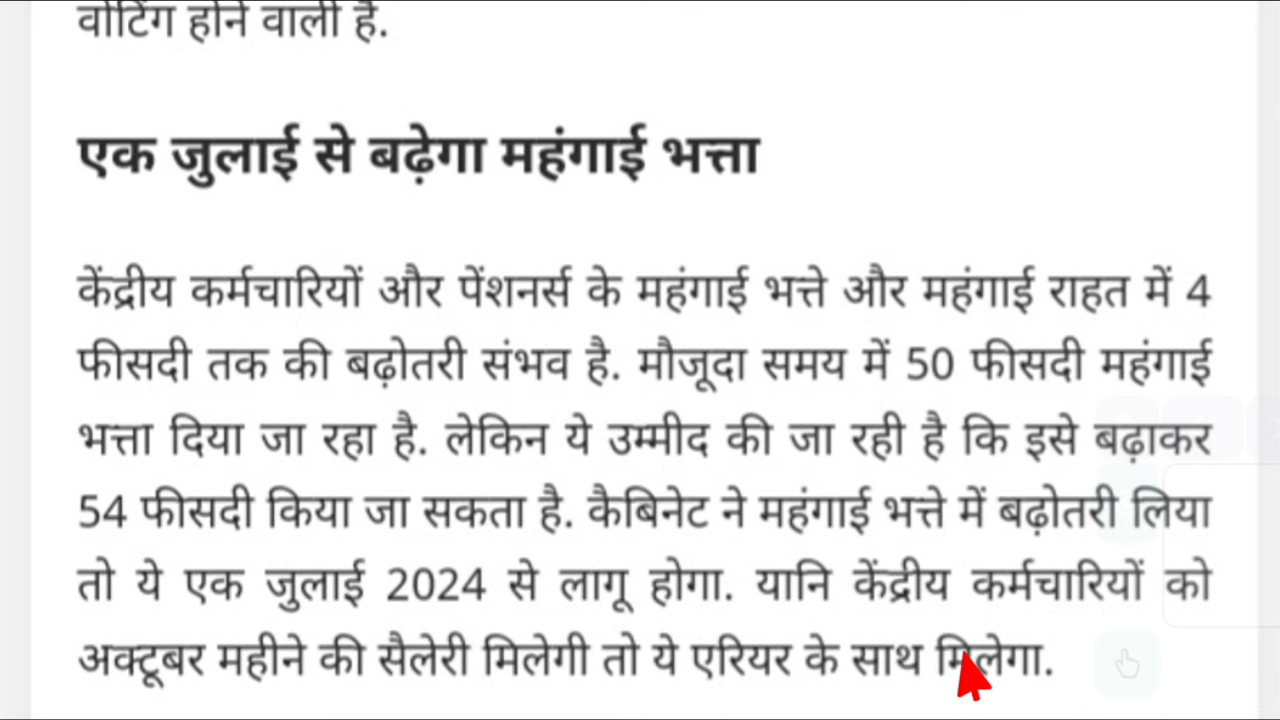 वोटिंग होने वाली है.
एक जुलाई से बढ़ेगा महंगाई भत्ता
केंद्रीय कर्मचारियों और पेंशनर्स के महंगाई भत्ते और महंगाई राहत में 4
फीसदी तक की बढ़ोतरी संभव है. मौजूदा समय में 50 फीसदी महंगाई
भत्ता दिया जा रहा है. लेकिन ये उम्मीद की जा रही है कि इसे बढ़ाकर
54 फीसदी किया जा सकता है. कैबिनेट ने महंगाई भत्ते में बढ़ोतरी लिया
तो ये एक जुलाई 2024 से लागू होगा. यानि केंद्रीय कर्मचारियों को
अक्टूबर महीने की सैलेरी मिलेगी तो ये एरियर के साथ मिलेगा.